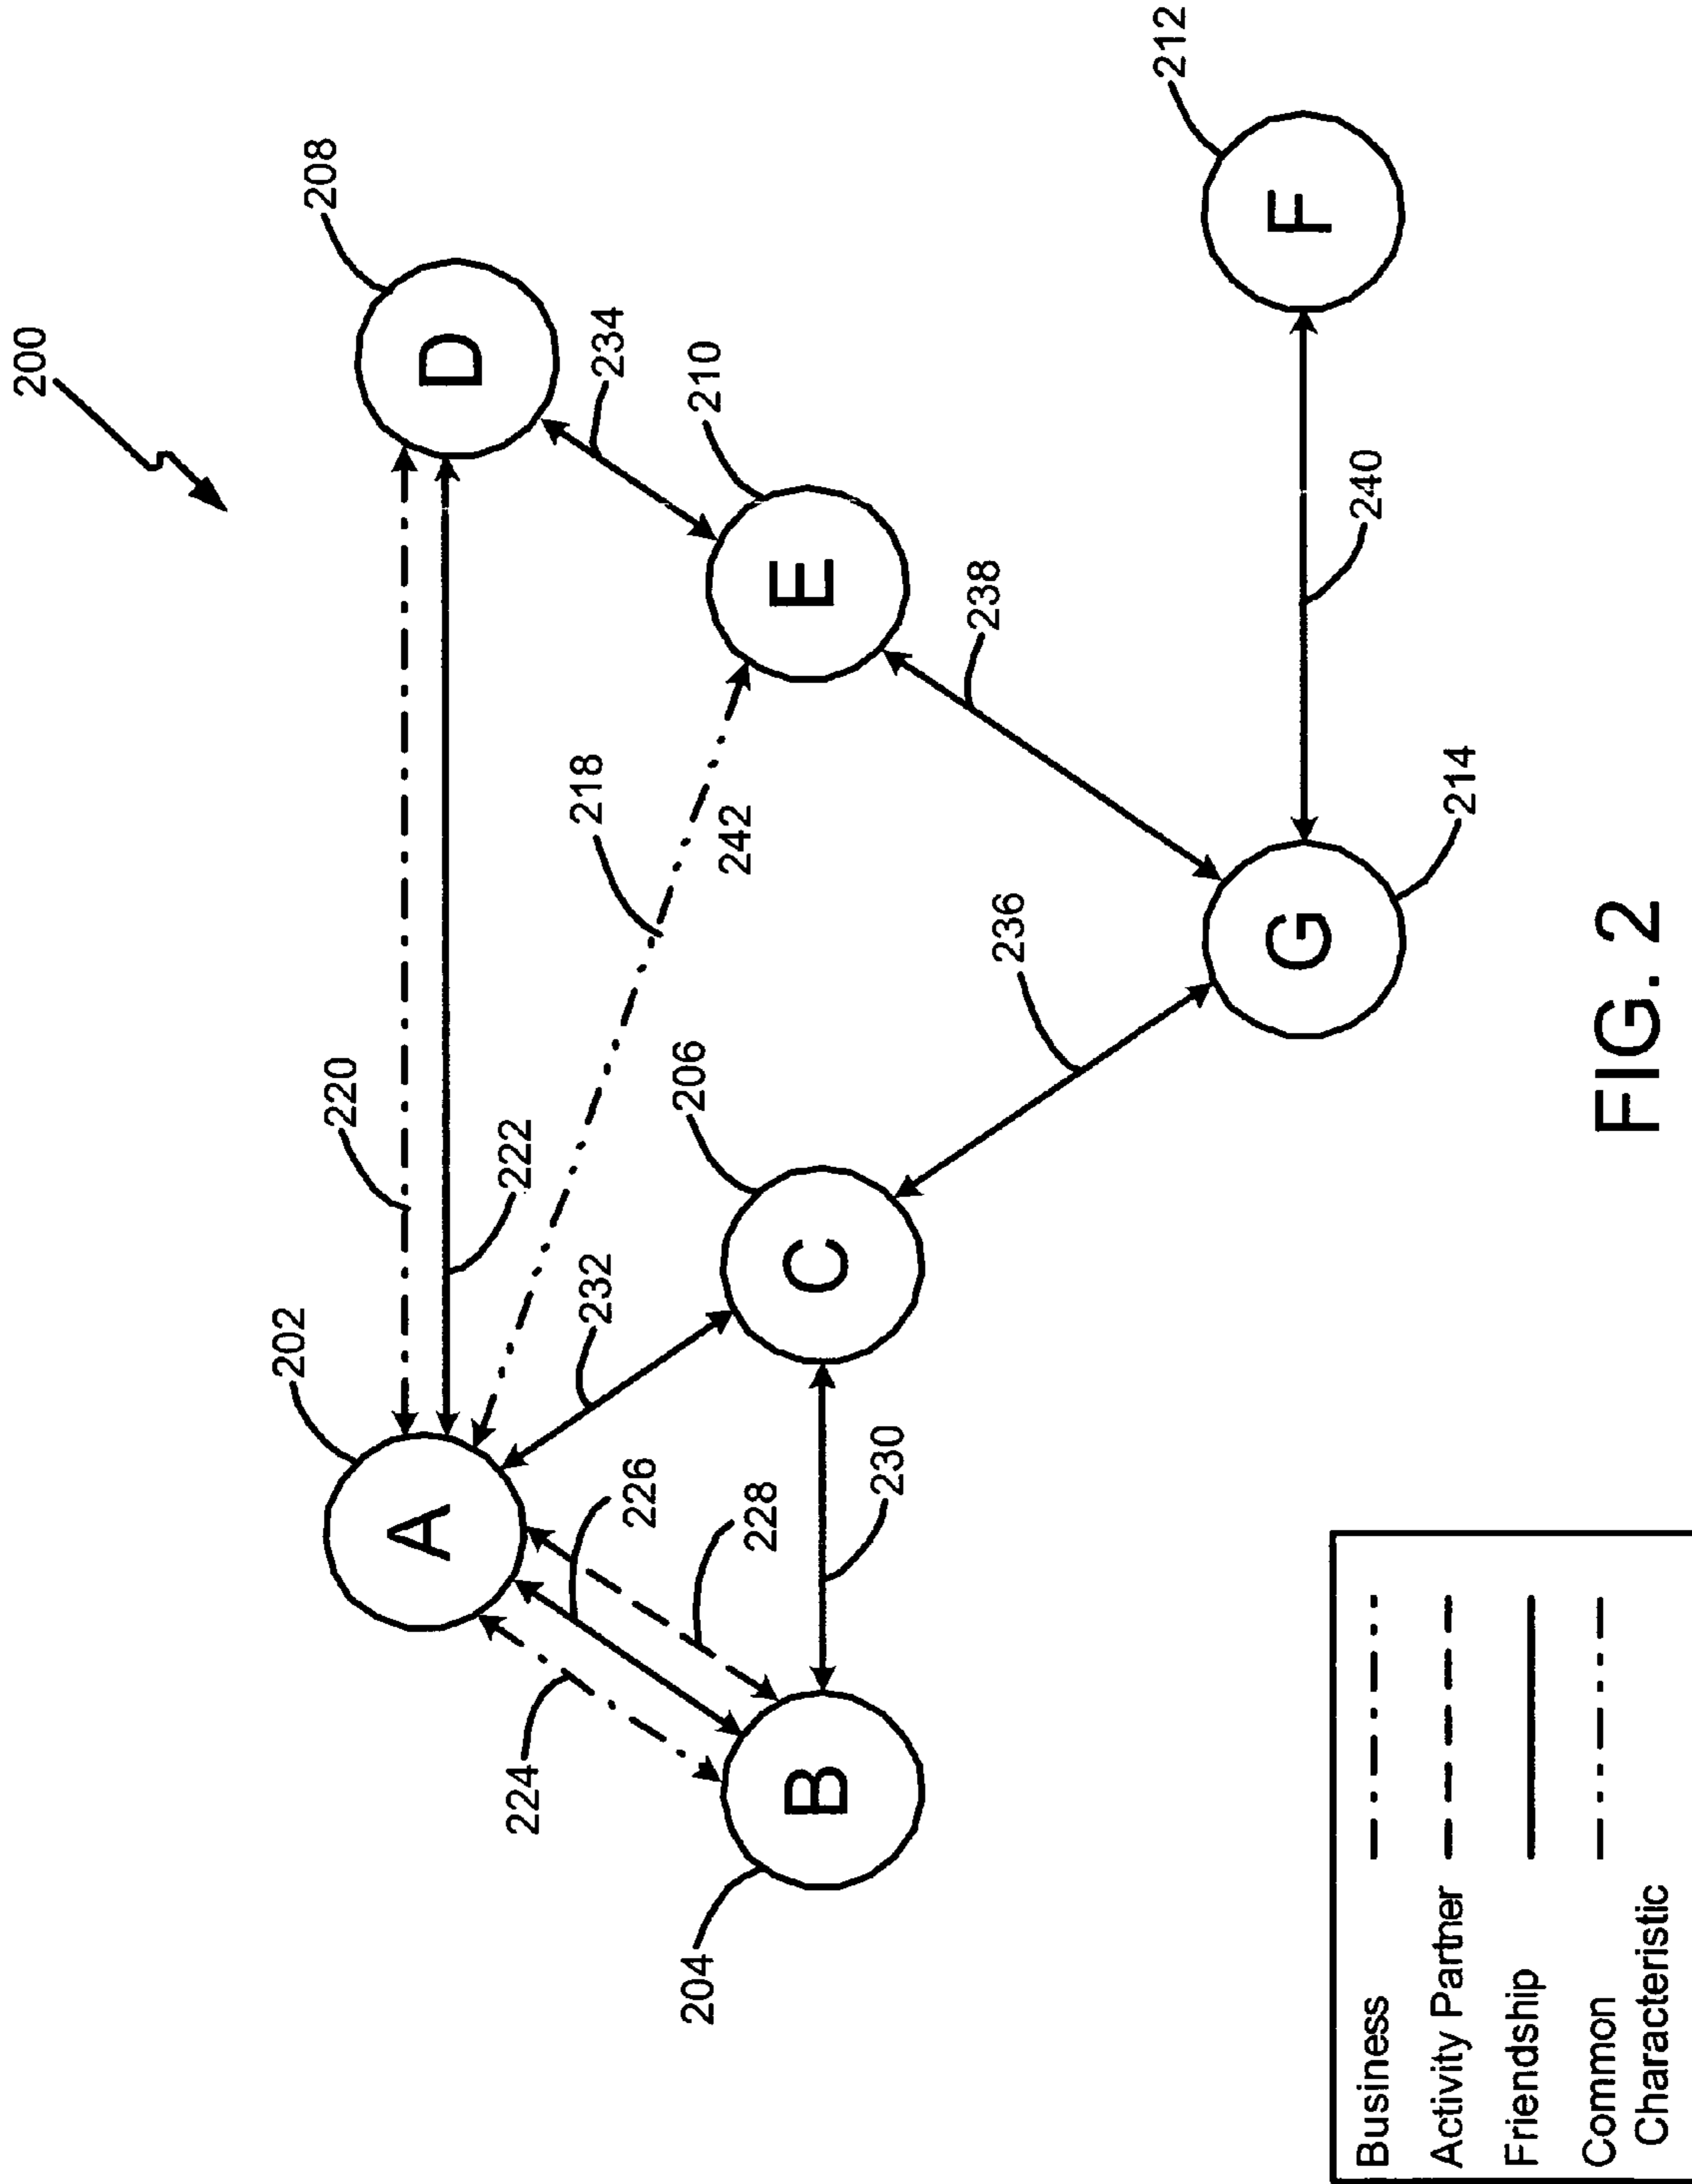 200
202
220
208
A
D
222
224
226
232
218
234
228
206
242
210
204
B
C
E
230
236
238
212
G
F
240
214
Business
Activity Partner
Friendship
Common
Characteristic
FIG. 2